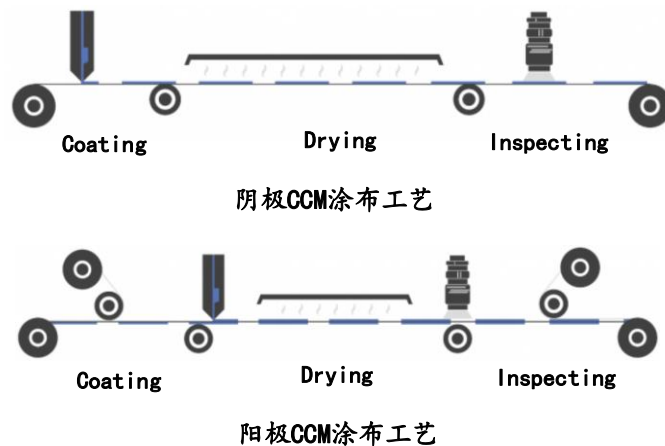 Coating Drying Inspecting
阴极CCM涂布工艺
Coating Drying Inspecting
阳极CCM涂布工艺